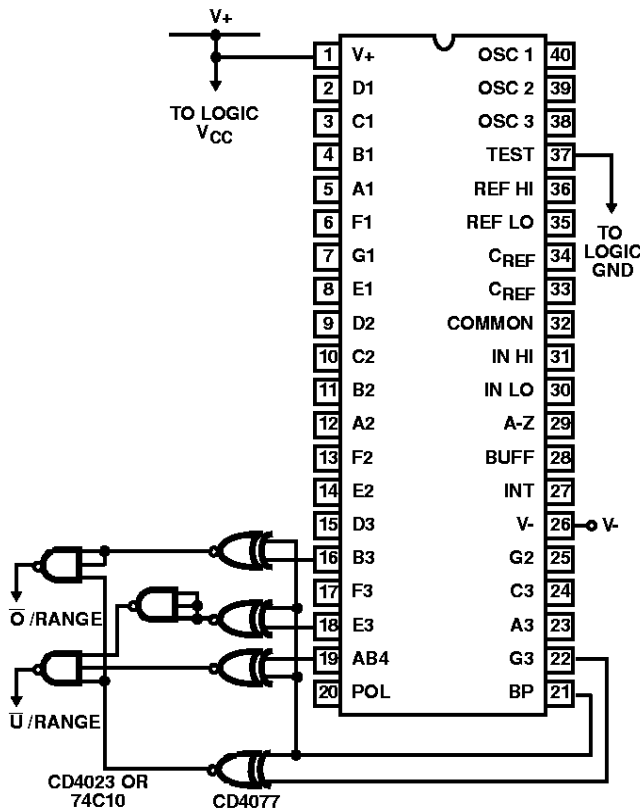 V+
TO LOGIC
VCC
1 V+ OSC 1 40
2 D1 OSC 2 39
3 C1 OSC 3 38
4 B1 TEST 37
5 A1 REF HI 36
6 F1 REF LO 35
7 G1 CREF 34
8 E1 CREF 33
9 D2 COMMON 32
10 C2 IN HI 31
11 B2 IN LO 30
12 A2 A-Z 29
13 F2 BUFF 28
14 E2 INT 27
15 D3 V- 26 V-
16 B3 G2 25
17 F3 C3 24
18 E3 A3 23
19 AB4 G3 22
20 POL BP 21
TO
LOGIC
GND
O̅ /RANGE
U̅ /RANGE
CD4023 OR
74C10
CD4077